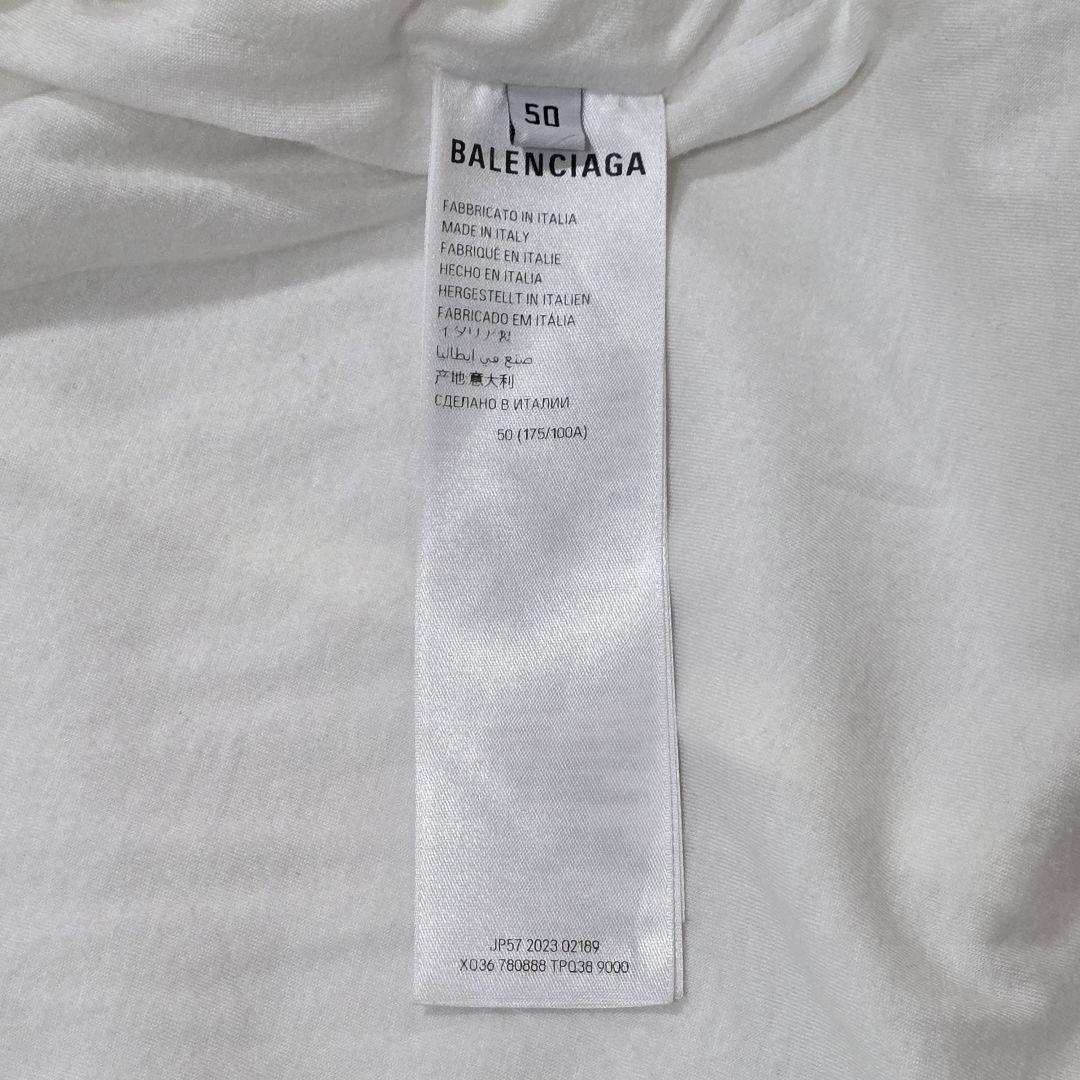 50
BALENCIAGA
FABBRICATO IN ITALIA
MADE IN ITALY
FABRIQUÉ EN ITALIE
HECHO EN ITALIA
HERGESTELLT IN ITALIEN
FABRICADO EM ITÁLIA
イタリア製
صنع في ايطاليا
产地:意大利
СДЕЛАНО В ИТАЛИИ
50 (175/100A)
JP57 2023 02189
X036 780888 TPQ38 9000